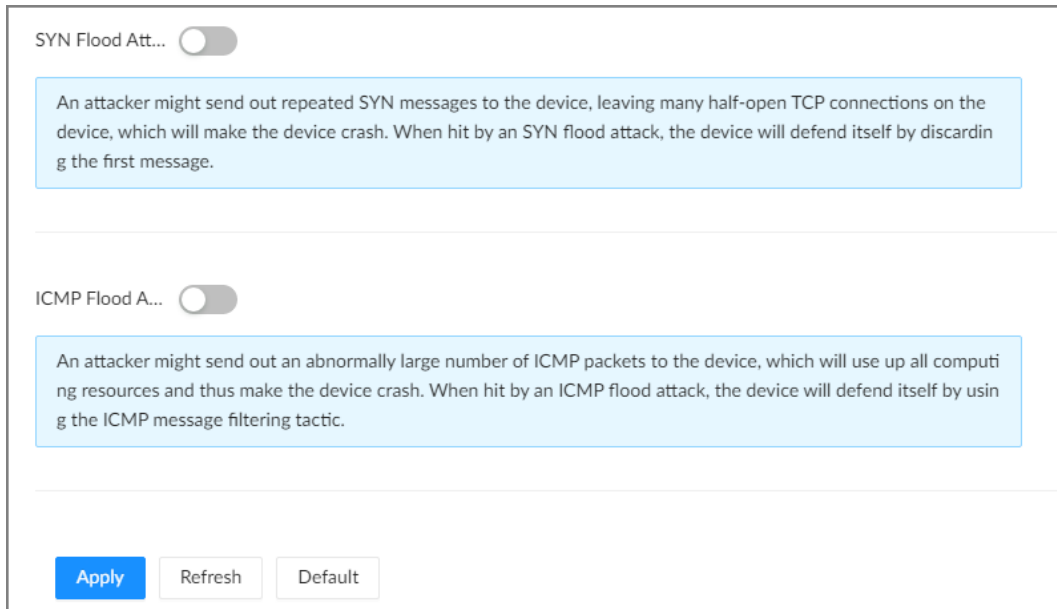 SYN Flood Att...
An attacker might send out repeated SYN messages to the device, leaving many half-open TCP connections on the
device, which will make the device crash. When hit by an SYN flood attack, the device will defend itself by discardin
g the first message.
ICMP Flood A...
An attacker might send out an abnormally large number of ICMP packets to the device, which will use up all computi
ng resources and thus make the device crash. When hit by an ICMP flood attack, the device will defend itself by usin
g the ICMP message filtering tactic.
Apply Refresh Default